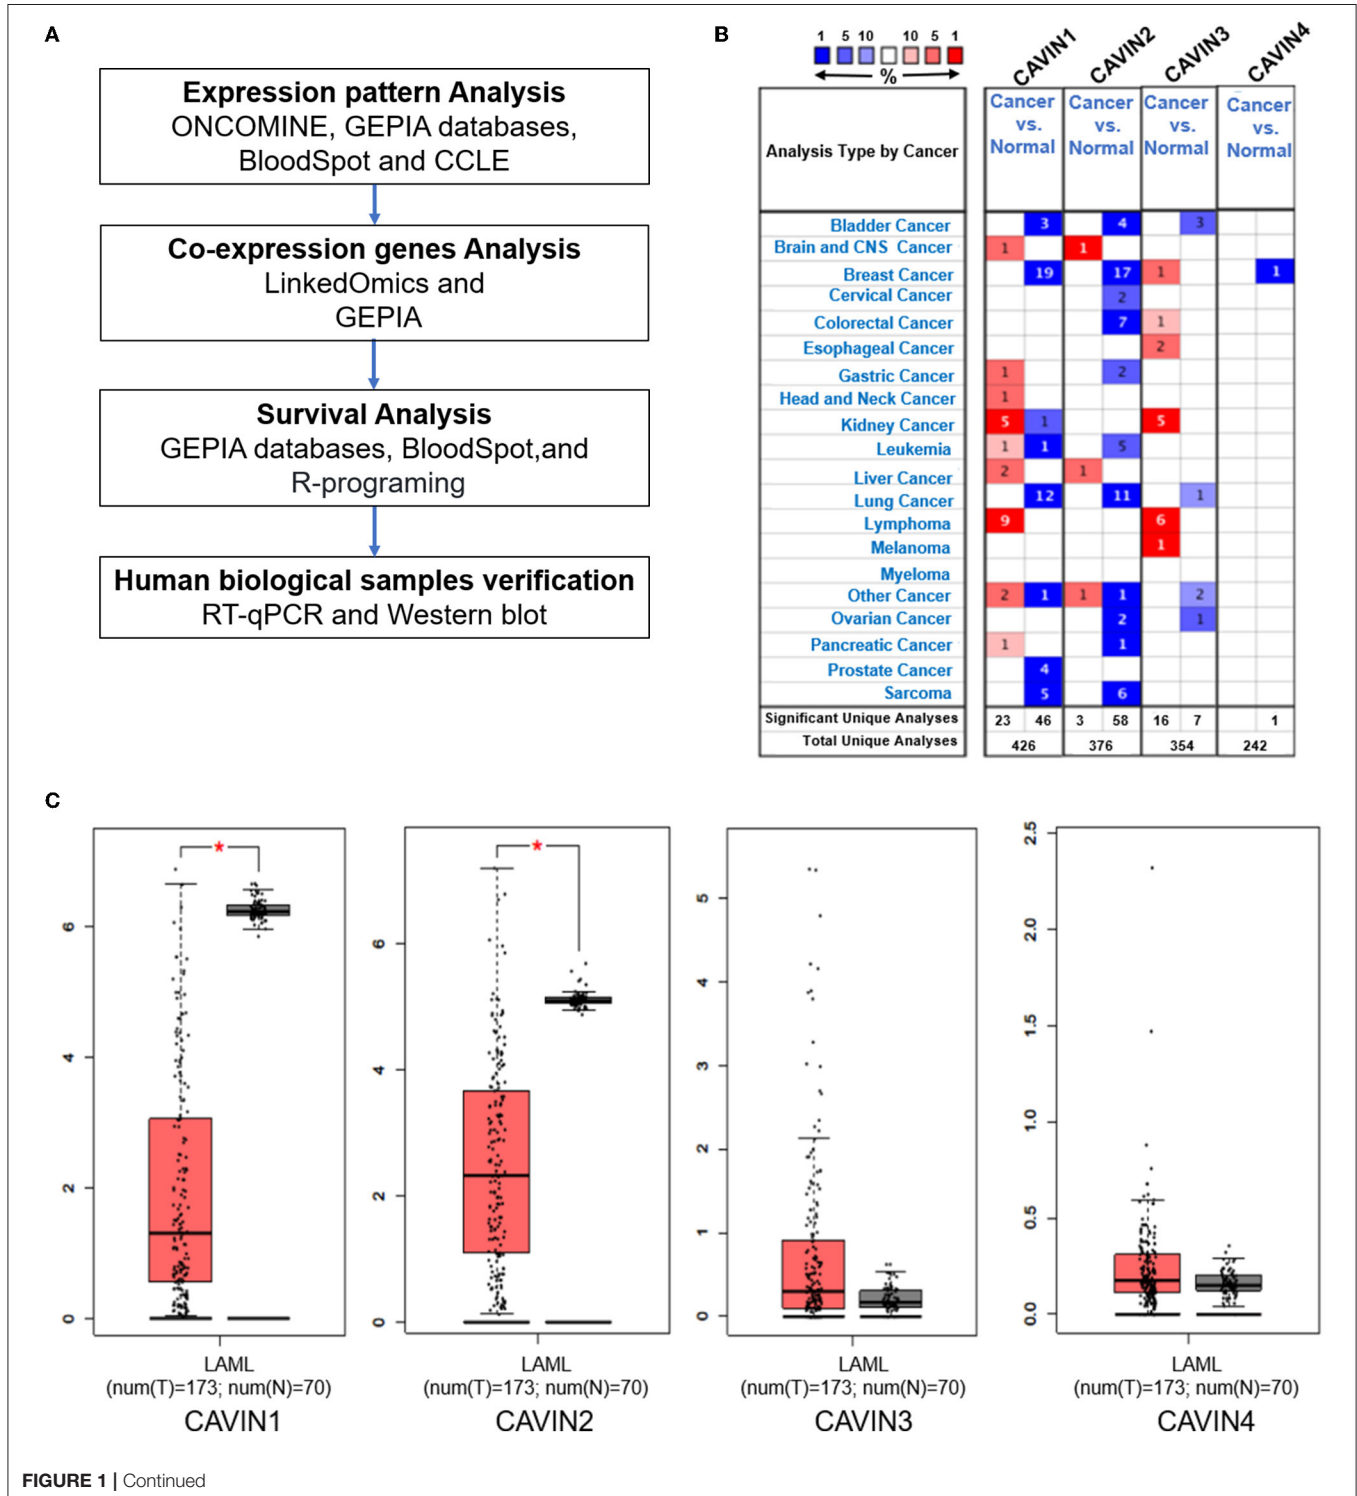 A
Expression pattern Analysis
ONCOMINE, GEPIA databases,
BloodSpot and CCLE
Co-expression genes Analysis
LinkedOmics and
GEPIA
Survival Analysis
GEPIA databases, BloodSpot,and
R-programing
Human biological samples verification
RT-qPCR and Western blot
B
1 5 10 10 5 1
%
CAVIN1 CAVIN2 CAVIN3 CAVIN4
Analysis Type by Cancer
Cancer Cancer Cancer Cancer
vs. vs. vs. vs.
Normal Normal Normal Normal
Bladder Cancer 3 4 3
Brain and CNS Cancer 1 1
Breast Cancer 19 17 1 1
Cervical Cancer 2
Colorectal Cancer 7 1
Esophageal Cancer 2
Gastric Cancer 1 2
Head and Neck Cancer 1
Kidney Cancer 5 1 5
Leukemia 1 1 5
Liver Cancer 2 1
Lung Cancer 12 11 1
Lymphoma 9 6
Melanoma 1
Myeloma
Other Cancer 2 1 1 1 2
Ovarian Cancer 2 1
Pancreatic Cancer 1 1
Prostate Cancer 4
Sarcoma 5 6
Significant Unique Analyses 23 46 3 58 16 7 1
Total Unique Analyses 426 376 354 242
C
*
6
4
2
0
LAML
(num(T)=173; num(N)=70)
CAVIN1
*
6
4
2
0
LAML
(num(T)=173; num(N)=70)
CAVIN2
5
4
3
2
1
0
LAML
(num(T)=173; num(N)=70)
CAVIN3
2.5
2.0
1.5
1.0
0.5
0.0
LAML
(num(T)=173; num(N)=70)
CAVIN4
FIGURE 1 | Continued